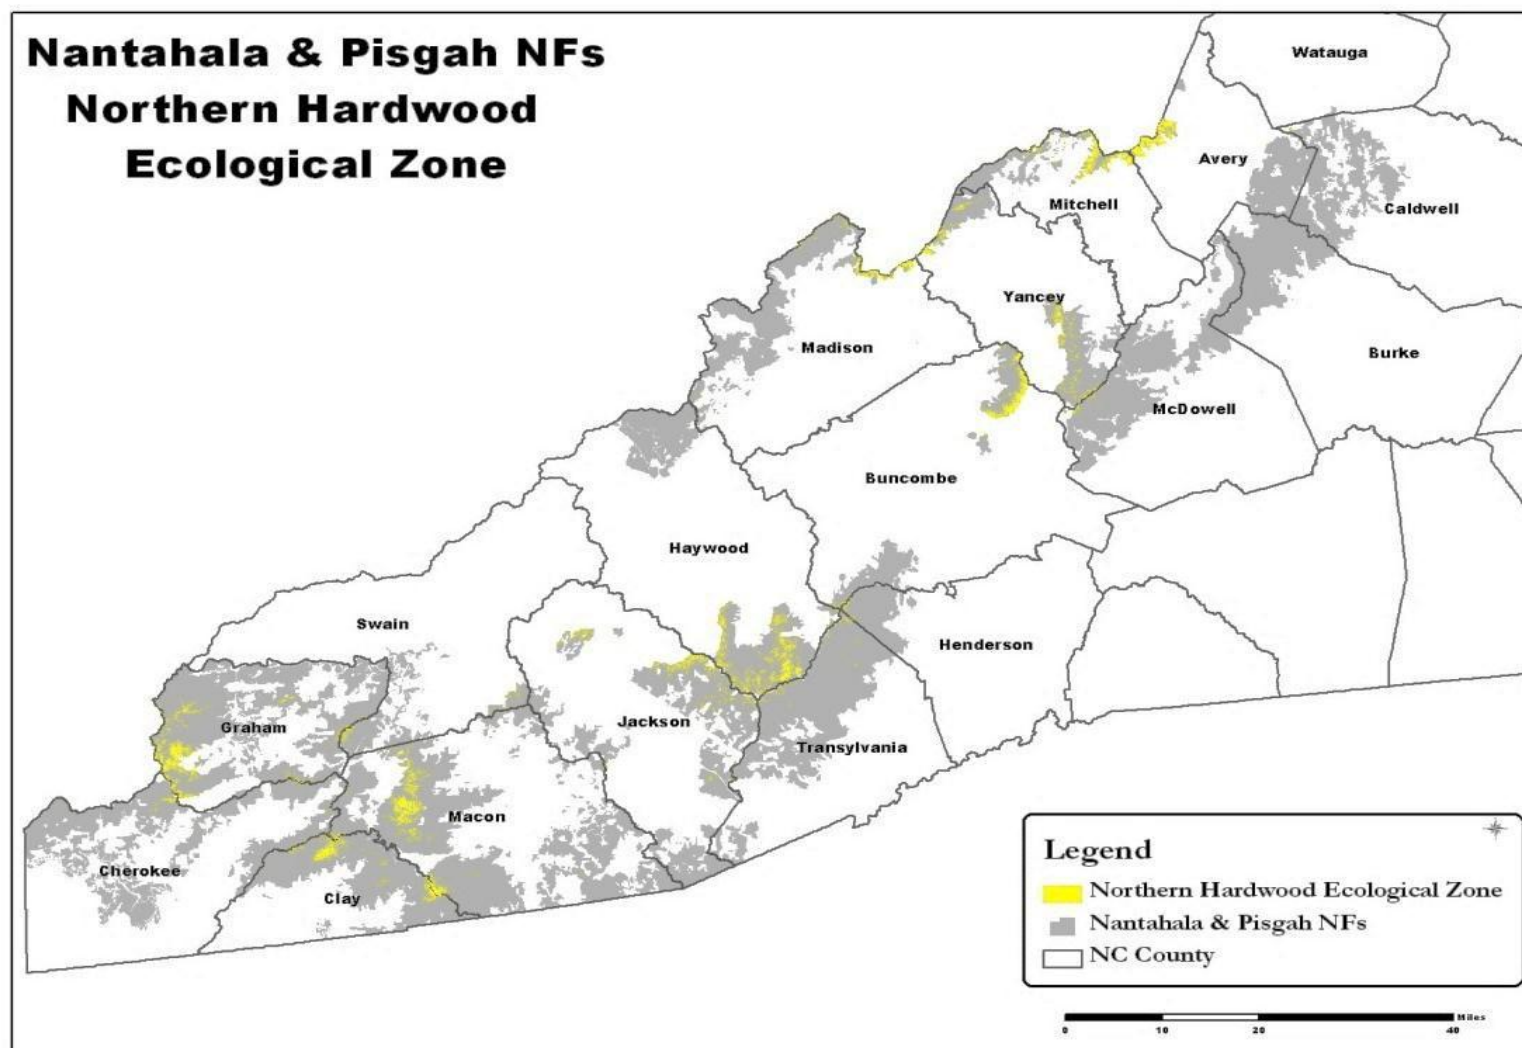 Nantahala & Pisgah NFs
Northern Hardwood
Ecological Zone
Watauga
Avery
Mitchell
Caldwell
Yancey
Madison
Burke
McDowell
Buncombe
Haywood
Swain
Henderson
Graham
Jackson
Transylvania
Macon
Cherokee
Clay
Legend
Northern Hardwood Ecological Zone
Nantahala & Pisgah NFs
NC County
Miles
0 10 20 40